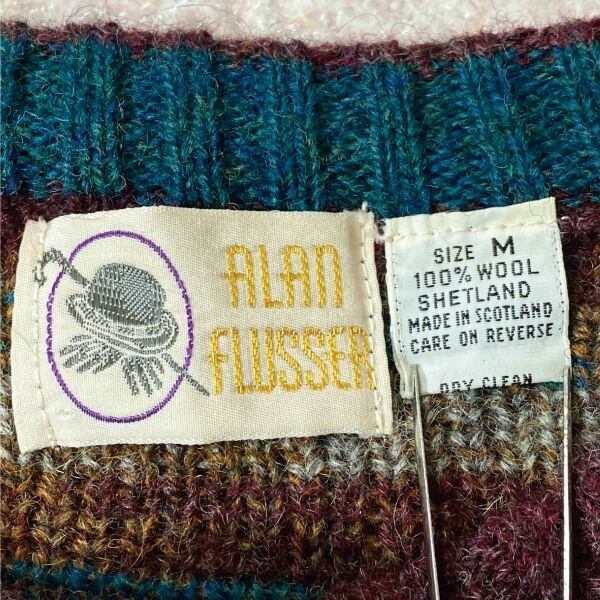 ALAN
FLUSSER
SIZE M
100% WOOL
SHETLAND
MADE IN SCOTLAND
CARE ON REVERSE
DRY CLEAN